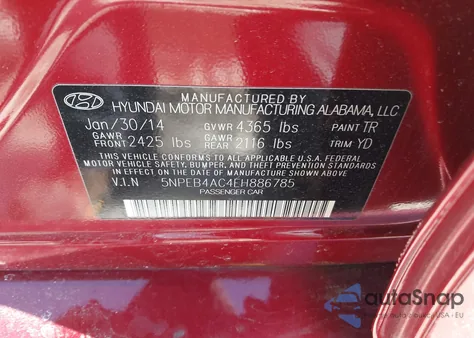 MANUFACTURED BY
HYUNDAI MOTOR MANUFACTURING ALABAMA, LLC
Jan/30/14 GVWR 4365 lbs PAINT TR
GAWR FRONT 2425 lbs GAWR REAR 2116 lbs TRIM YD
THIS VEHICLE CONFORMS TO ALL APPLICABLE U.S.A. FEDERAL
MOTOR VEHICLE SAFETY, BUMPER, AND THEFT PREVENTION STANDARDS
IN EFFECT ON THE DATE OF MANUFACTURE SHOWN ABOVE.
V.I.N 5NPEB4AC4EH886785
PASSENGER CAR
autoSnap
USA - EU